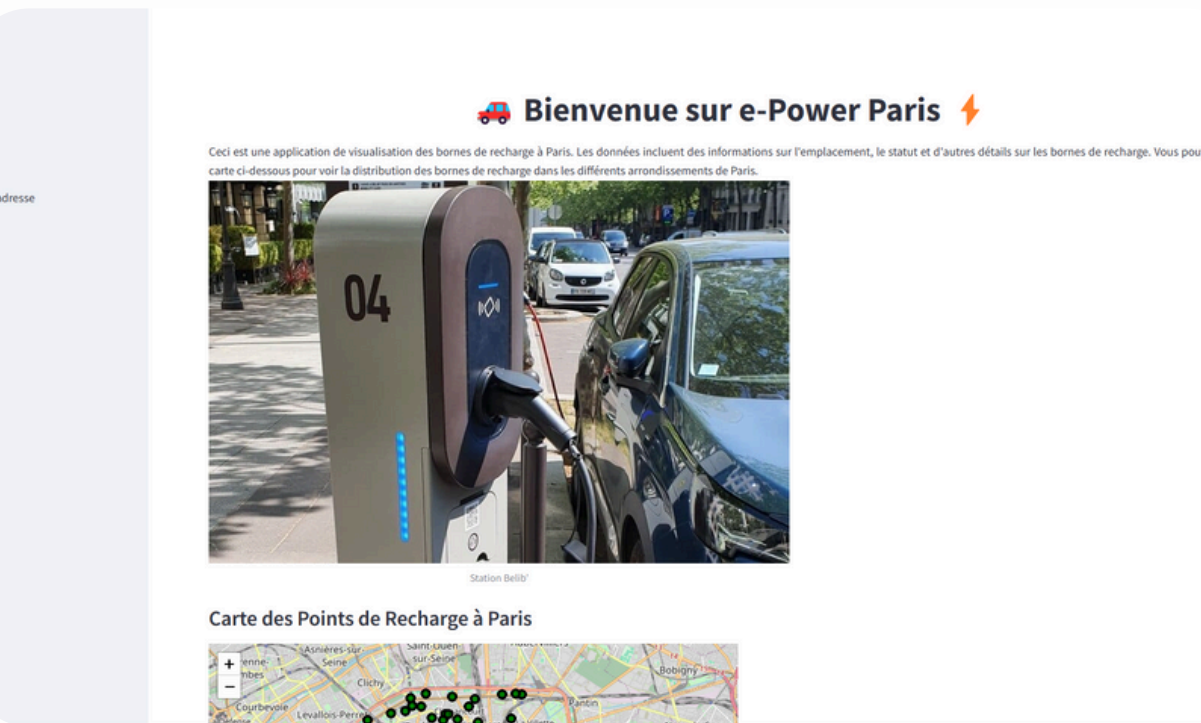 Bienvenue sur e-Power Paris
Ceci est une application de visualisation des bornes de recharge à Paris. Les données incluent des informations sur l'emplacement, le statut et d'autres détails sur les bornes de recharge. Vous pou
carte ci-dessous pour voir la distribution des bornes de recharge dans les différents arrondissements de Paris.
dresse
04
Station Belib'
Carte des Points de Recharge à Paris
+
−
Asnières-sur-
Seine
Saint-Ouen-
sur-Seine
Bobigny
Clichy
Courbevoie
Levallois-Perret
Pantin